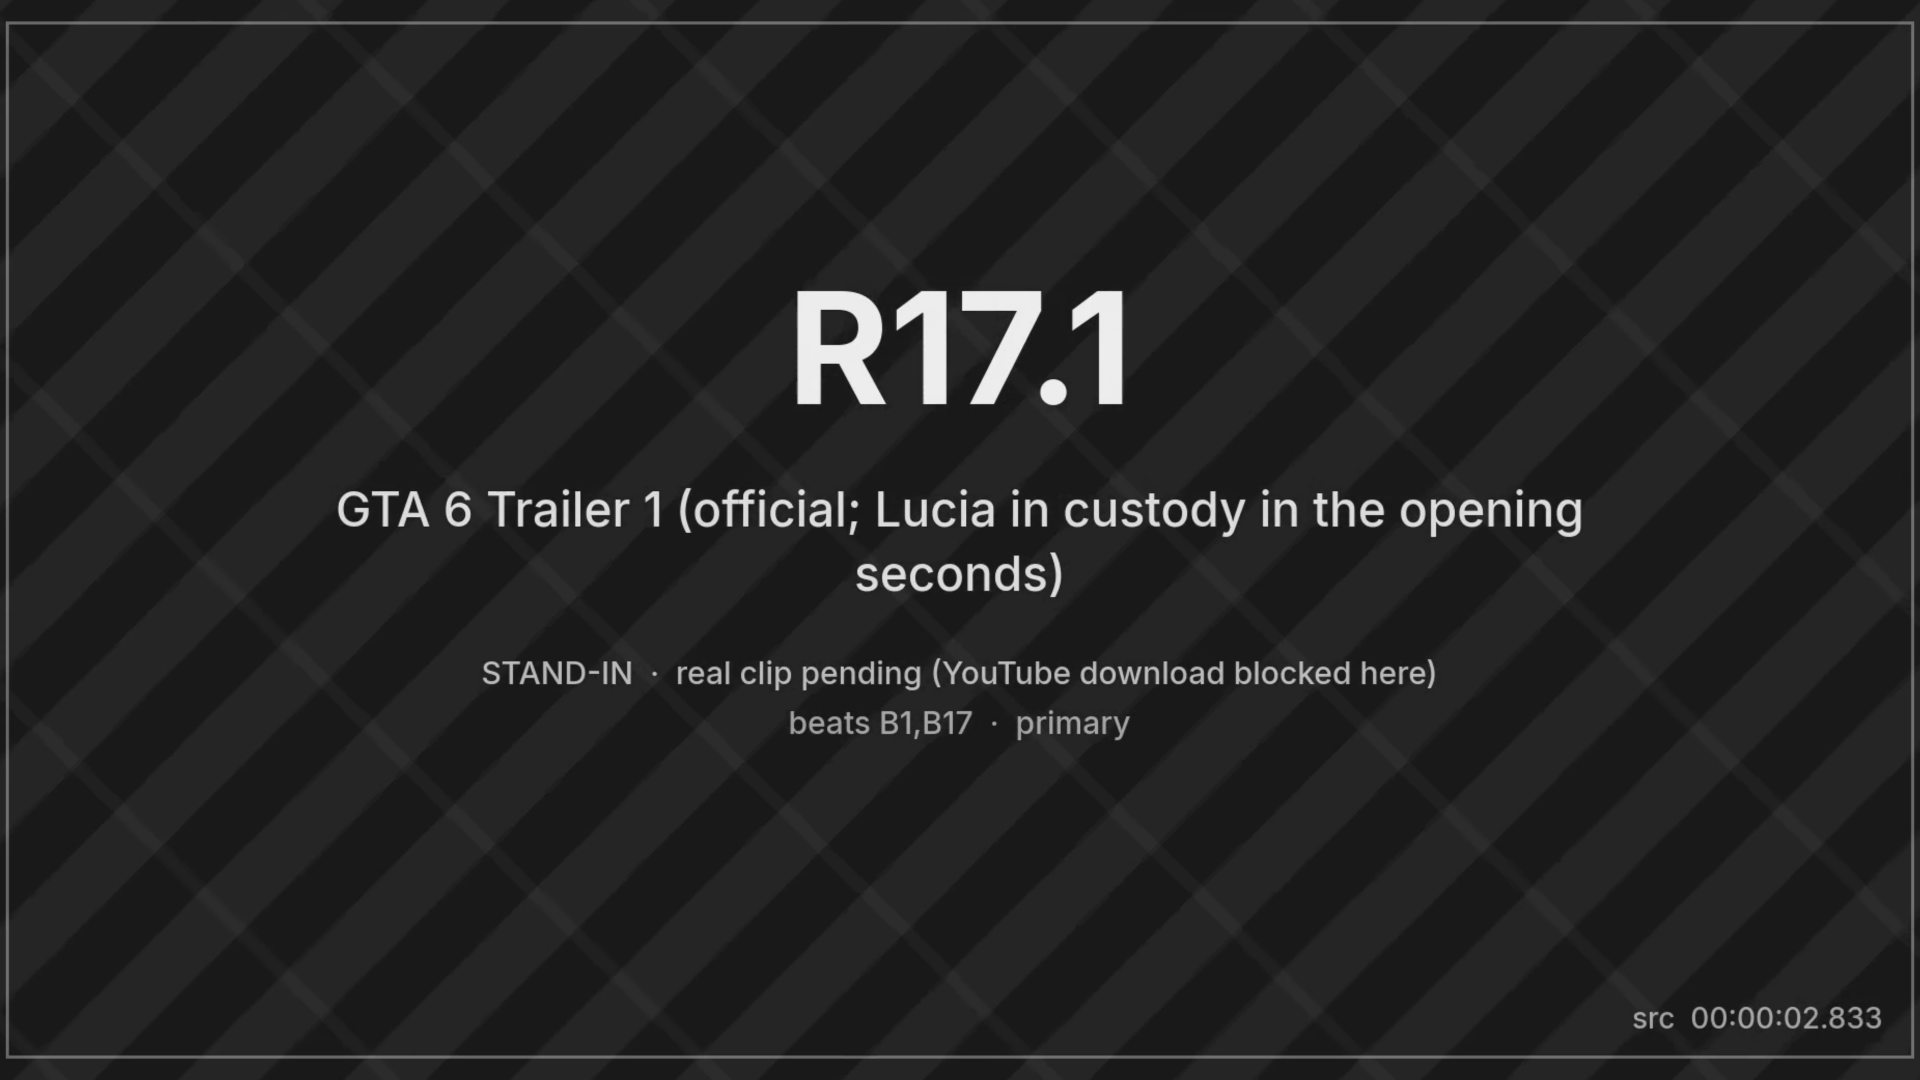 R17.1
GTA 6 Trailer 1 (official; Lucia in custody in the opening
seconds)
STAND-IN · real clip pending (YouTube download blocked here)
beats B1,B17 · primary
src 00:00:02.833